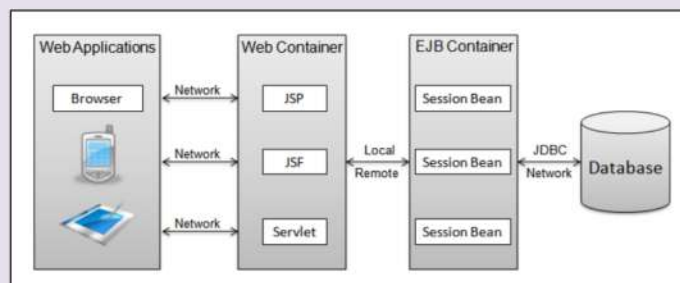 Web Applications
Web Container
EJB Container
Browser
Network
JSP
Session Bean
Network
JSF
Local
Remote
Session Bean
JDBC
Network
Database
Network
Servlet
Session Bean